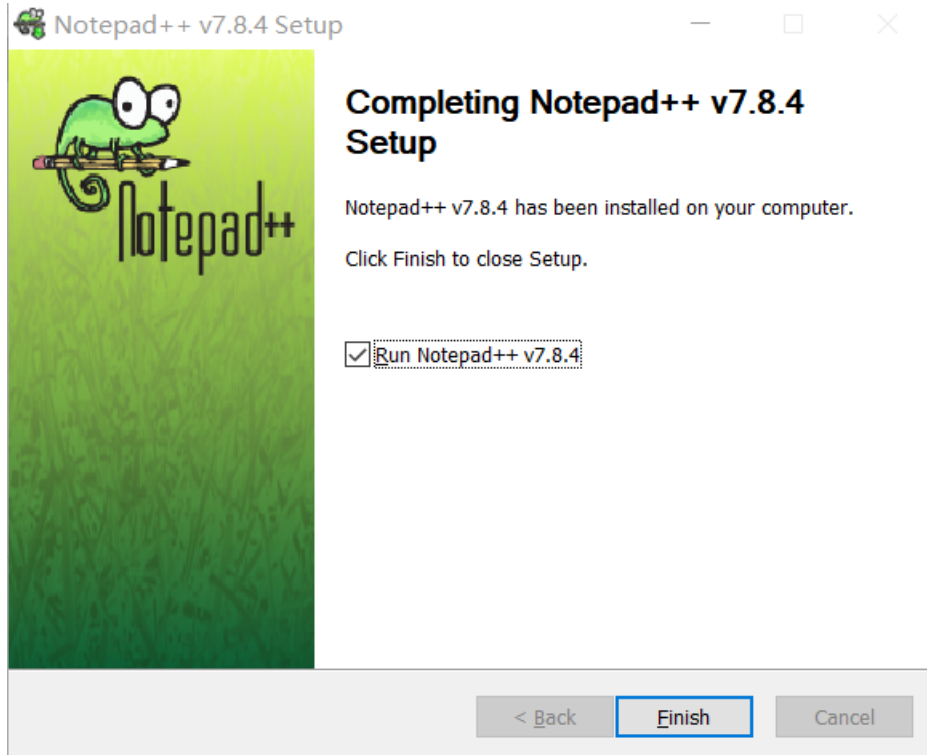 Notepad++ v7.8.4 Setup
Notepad++
Completing Notepad++ v7.8.4
Setup
Notepad++ v7.8.4 has been installed on your computer.
Click Finish to close Setup.
Run Notepad++ v7.8.4
< Back
Finish
Cancel